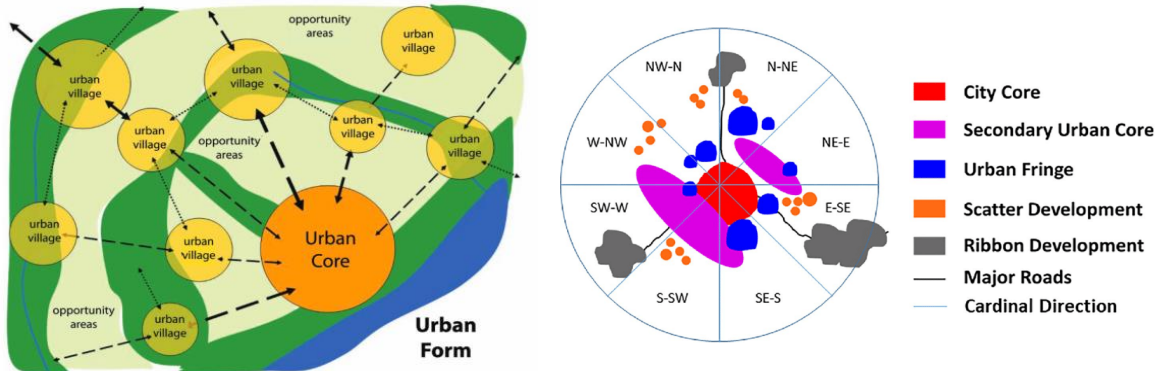 opportunity
areas
urban
village
urban
village
urban
village
urban
village
urban
village
urban
village
opportunity
areas
urban
village
urban
village
urban
village
Urban
Core
opportunity
areas
urban
village
Urban
Form
NW-N
N-NE
W-NW
NE-E
SW-W
E-SE
S-SW
SE-S
City Core
Secondary Urban Core
Urban Fringe
Scatter Development
Ribbon Development
Major Roads
Cardinal Direction